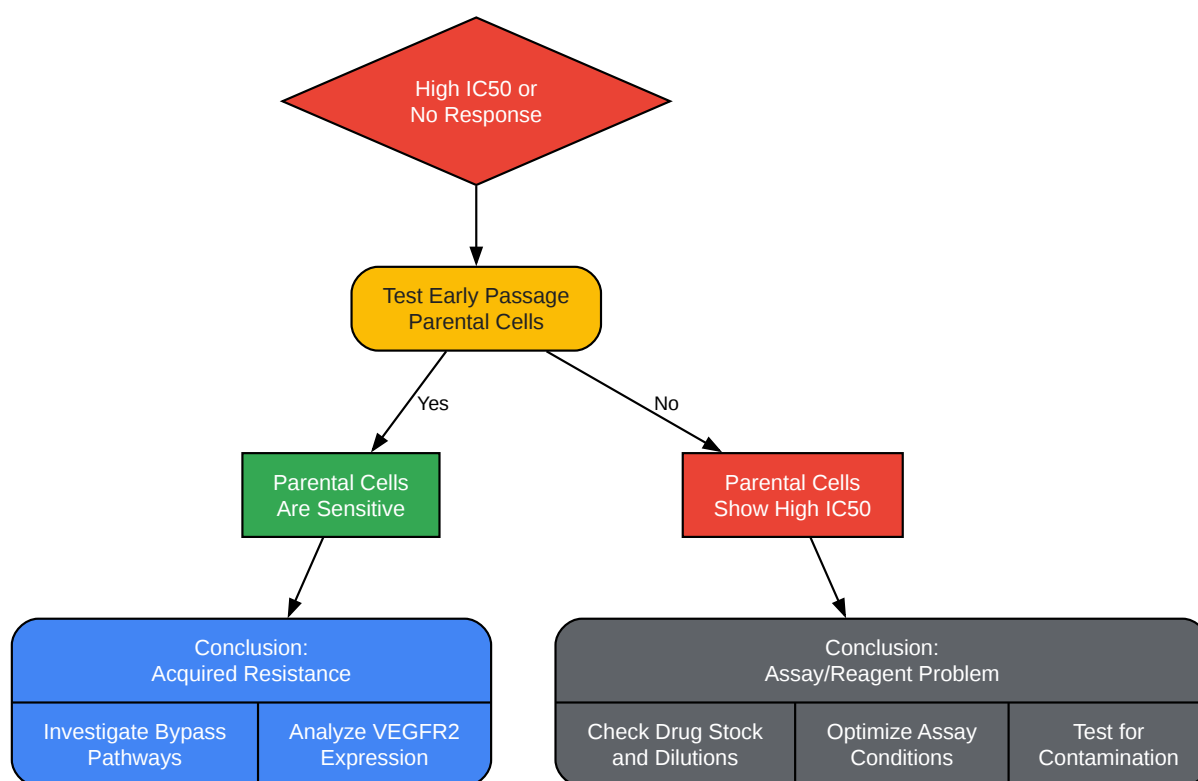 High IC50 or
No Response
Test Early Passage
Parental Cells
Yes
No
Parental Cells
Are Sensitive
Parental Cells
Show High IC50
Conclusion:
Acquired Resistance
Investigate Bypass
Pathways
Analyze VEGFR2
Expression
Conclusion:
Assay/Reagent Problem
Check Drug Stock
and Dilutions
Optimize Assay
Conditions
Test for
Contamination